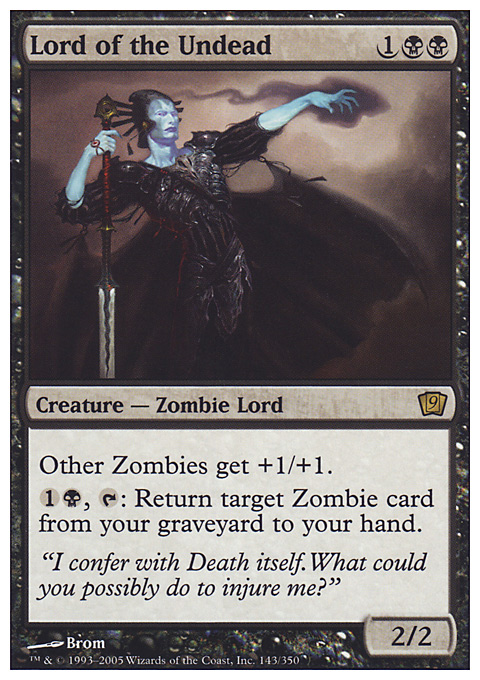 Lord of the Undead 1
Creature — Zombie Lord
9
Other Zombies get +1/+1.
1, : Return target Zombie card
from your graveyard to your hand.
“I confer with Death itself. What could
you possibly do to injure me?”
2/2
Brom
™ & © 1993–2005 Wizards of the Coast, Inc. 143/350